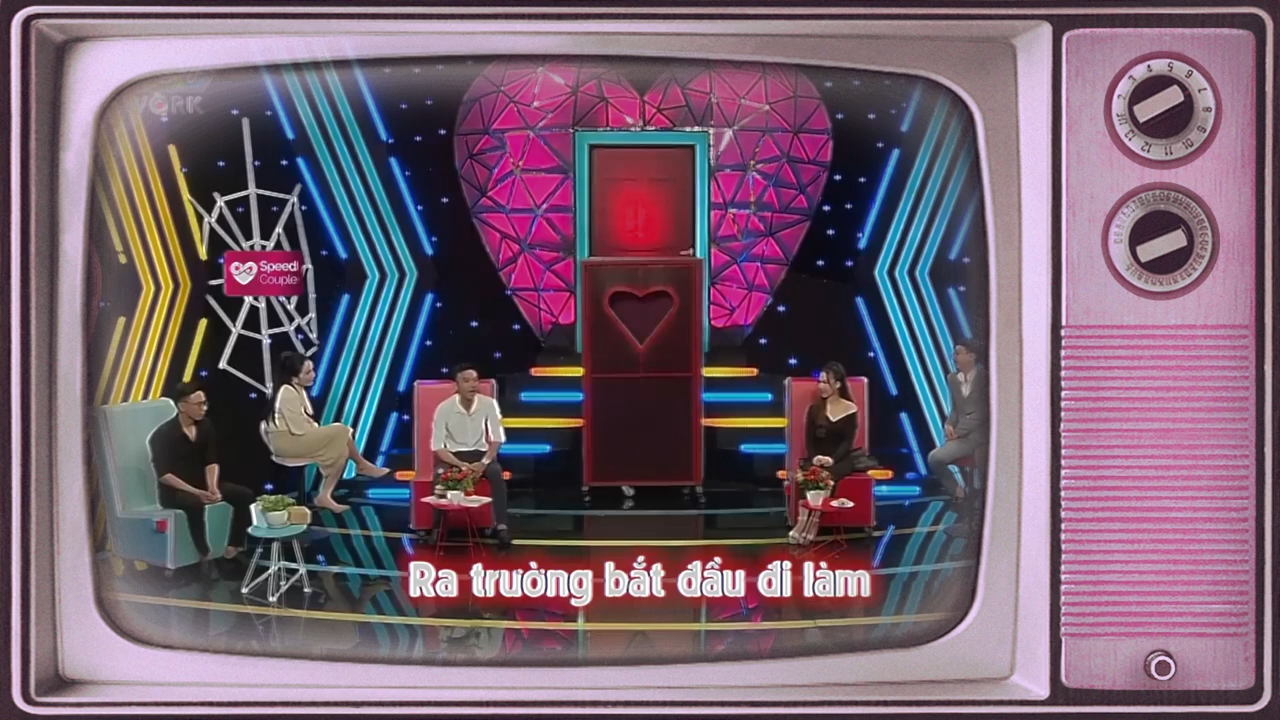 Speed
Couple
Ra trường bắt đầu đi làm